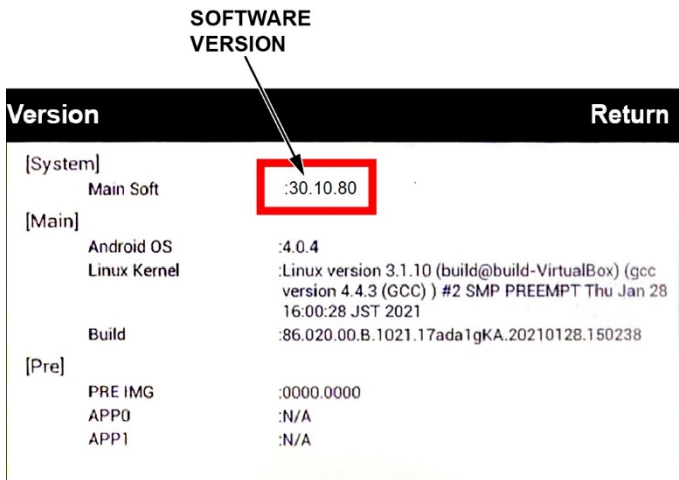 SOFTWARE
VERSION
Version Return
[System]
Main Soft :30.10.80
[Main]
Android OS :4.0.4
Linux Kernel :Linux version 3.1.10 (build@build-VirtualBox) (gcc
version 4.4.3 (GCC) ) #2 SMP PREEMPT Thu Jan 28
16:00:28 JST 2021
Build :86.020.00.B.1021.17ada1gKA.20210128.150238
[Pre]
PRE IMG :0000.0000
APP0 :N/A
APP1 :N/A